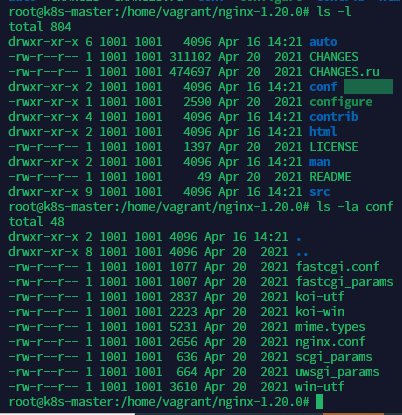 root@k8s-master:/home/vagrant/nginx-1.20.0# ls -l
total 804
drwxr-xr-x 6 1001 1001   4096 Apr 16 14:21 auto
-rw-r--r-- 1 1001 1001 311102 Apr 20  2021 CHANGES
-rw-r--r-- 1 1001 1001 474697 Apr 20  2021 CHANGES.ru
drwxr-xr-x 2 1001 1001   4096 Apr 16 14:21 conf
-rwxr-xr-x 1 1001 1001   2590 Apr 20  2021 configure
drwxr-xr-x 4 1001 1001   4096 Apr 16 14:21 contrib
drwxr-xr-x 2 1001 1001   4096 Apr 16 14:21 html
-rw-r--r-- 1 1001 1001   1397 Apr 20  2021 LICENSE
drwxr-xr-x 2 1001 1001   4096 Apr 16 14:21 man
-rw-r--r-- 1 1001 1001     49 Apr 20  2021 README
drwxr-xr-x 9 1001 1001   4096 Apr 16 14:21 src
root@k8s-master:/home/vagrant/nginx-1.20.0# ls -la conf
total 48
drwxr-xr-x 2 1001 1001 4096 Apr 16 14:21 .
drwxr-xr-x 8 1001 1001 4096 Apr 20  2021 ..
-rw-r--r-- 1 1001 1001 1077 Apr 20  2021 fastcgi.conf
-rw-r--r-- 1 1001 1001 1007 Apr 20  2021 fastcgi_params
-rw-r--r-- 1 1001 1001 2837 Apr 20  2021 koi-utf
-rw-r--r-- 1 1001 1001 2223 Apr 20  2021 koi-win
-rw-r--r-- 1 1001 1001 5231 Apr 20  2021 mime.types
-rw-r--r-- 1 1001 1001 2656 Apr 20  2021 nginx.conf
-rw-r--r-- 1 1001 1001  636 Apr 20  2021 scgi_params
-rw-r--r-- 1 1001 1001  664 Apr 20  2021 uwsgi_params
-rw-r--r-- 1 1001 1001 3610 Apr 20  2021 win-utf
root@k8s-master:/home/vagrant/nginx-1.20.0#